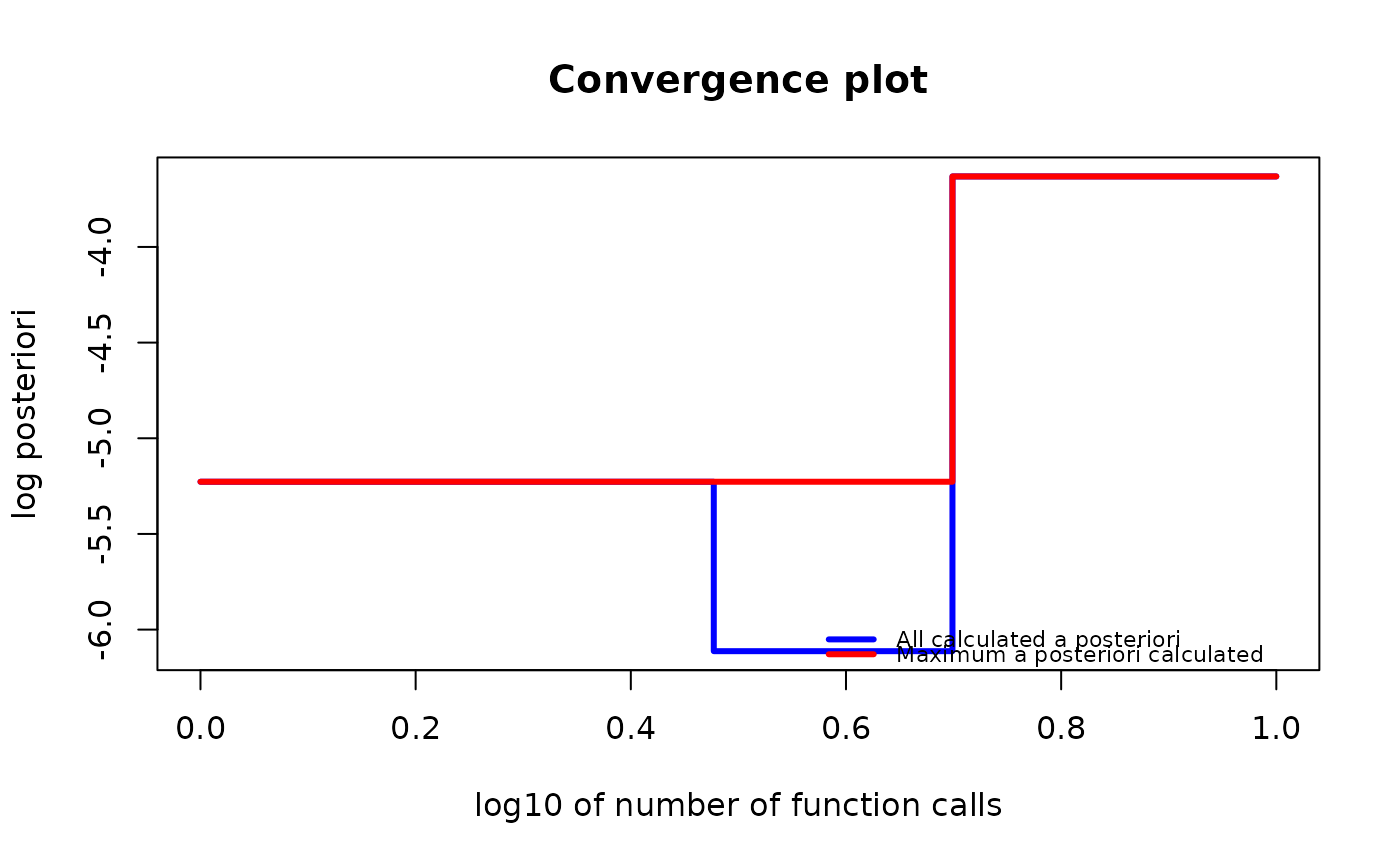 Convergence plot
log posteriori
-4.0
-4.5
-5.0
-5.5
-6.0
All calculated a posteriori
Maximum a posteriori calculated
0.0 0.2 0.4 0.6 0.8 1.0
log10 of number of function calls